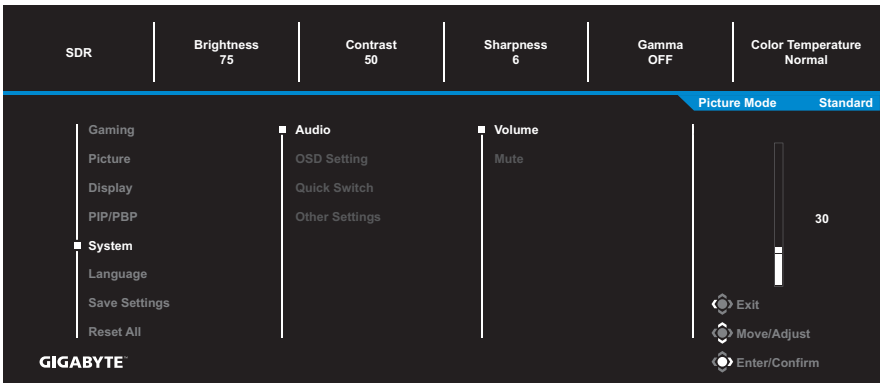 SDR
Brightness
75
Contrast
50
Sharpness
6
Gamma
OFF
Color Temperature
Normal
Picture Mode Standard
Gaming
Picture
Display
PIP/PBP
System
Language
Save Settings
Reset All
Audio
OSD Setting
Quick Switch
Other Settings
Volume
Mute
30
Exit
Move/Adjust
Enter/Confirm
GIGABYTE™